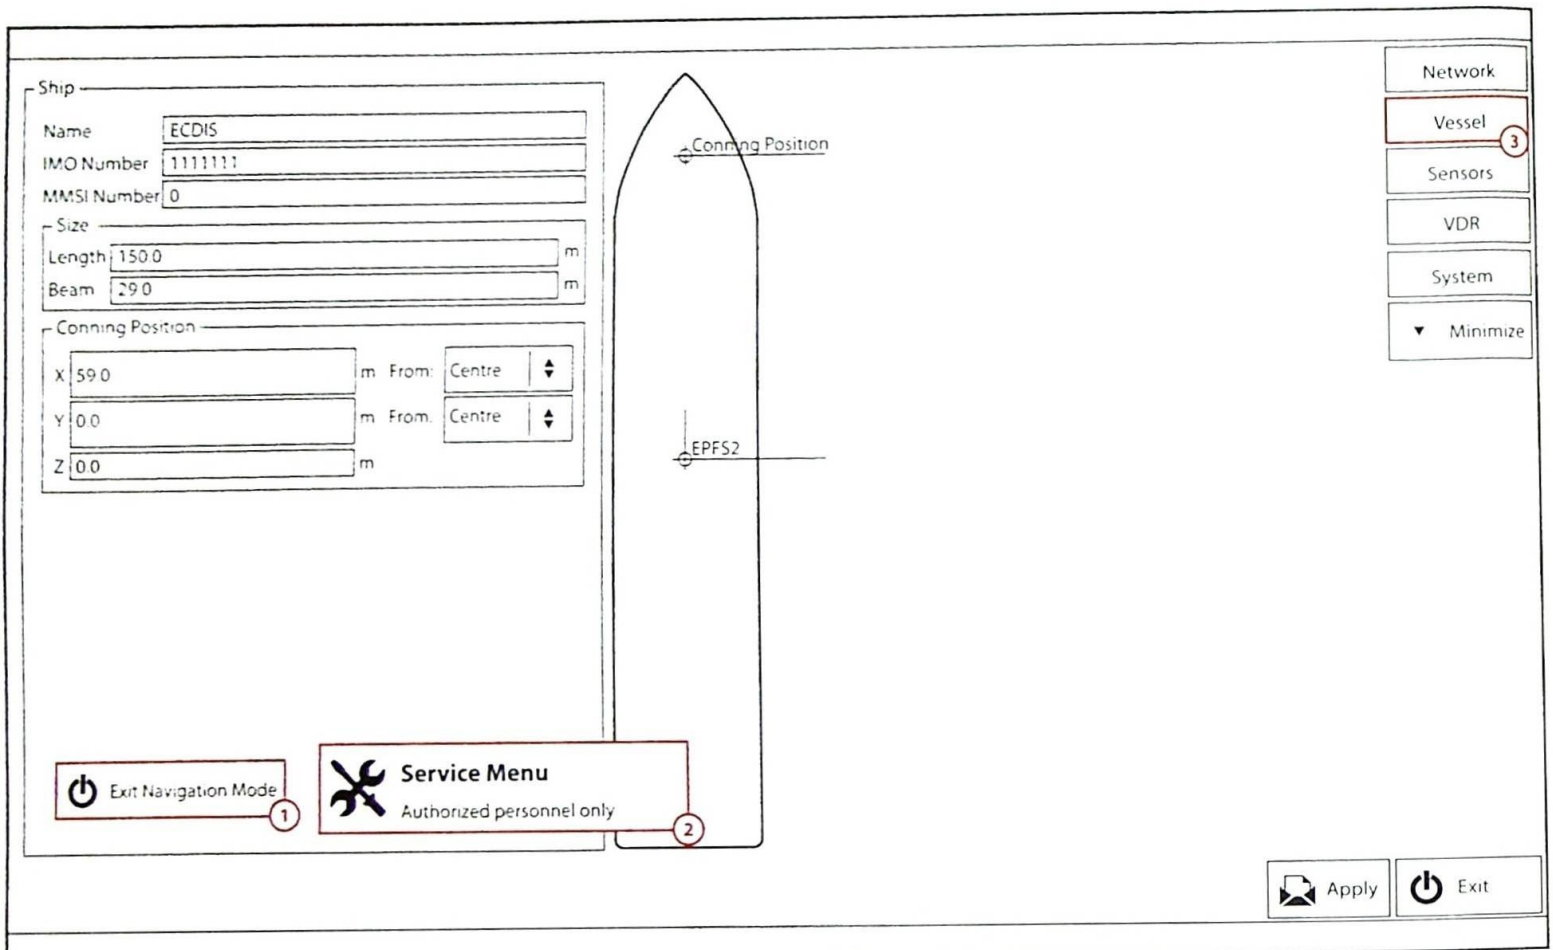 Ship
Name ECDIS
IMO Number 1111111
MMSI Number 0
Size
Length 150.0 m
Beam 29.0 m
Conning Position
X 59.0 m From: Centre
Y 0.0 m From: Centre
Z 0.0 m
Conning Position
EPFS2
Exit Navigation Mode
1
Service Menu
Authorized personnel only
2
Network
Vessel
3
Sensors
VDR
System
▼ Minimize
Apply
Exit